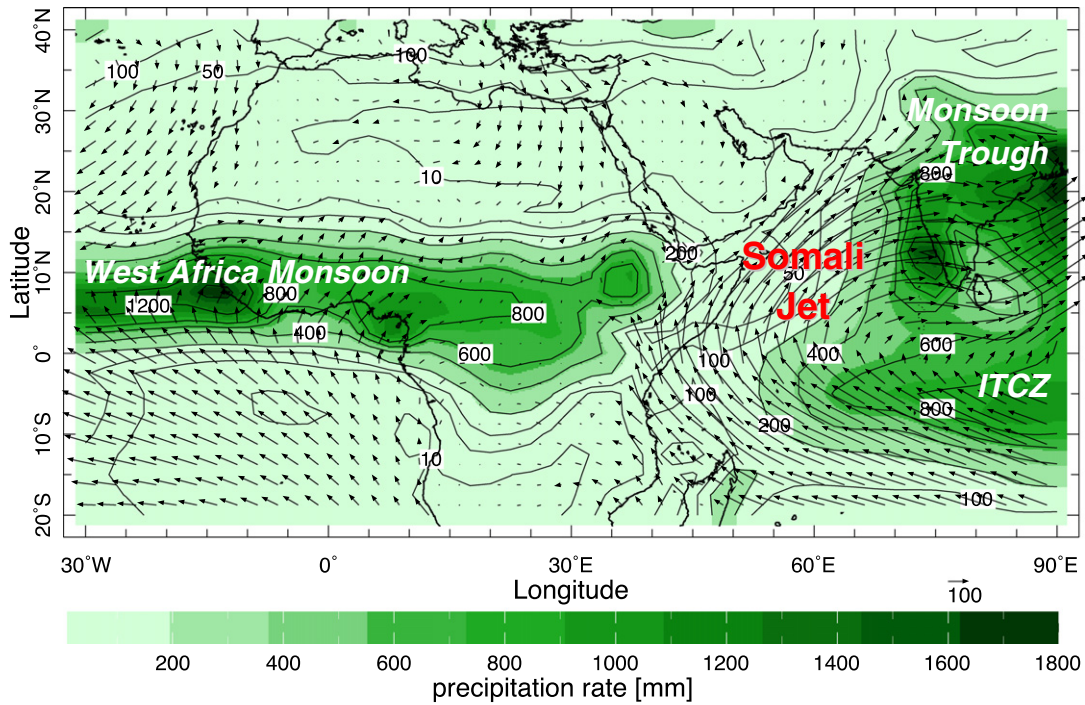 40°N
30°N
20°N
10°N
0°
10°S
20°S
Latitude
100
50
100
10
Monsoon
Trough
800
200
Somali
50
Jet
West Africa Monsoon
1200
800
400
800
600
100
400
600
100
ITCZ
800
200
10
100
30°W
0°
30°E
60°E
90°E
Longitude
100
200
400
600
800
1000
1200
1400
1600
1800
precipitation rate [mm]